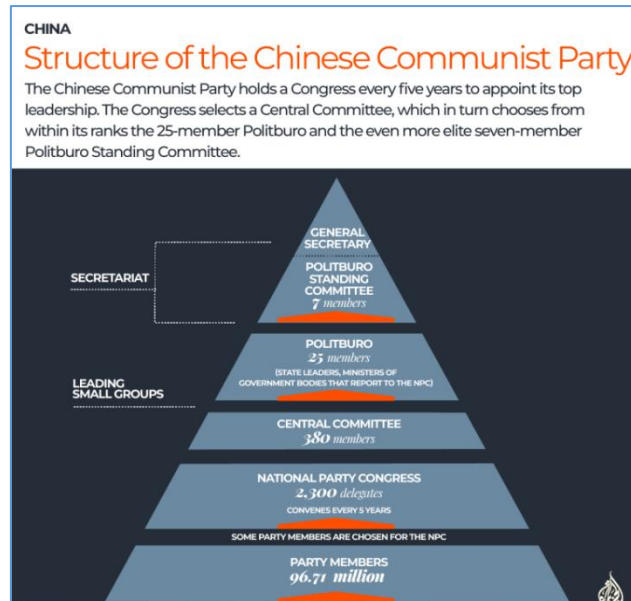 CHINA
Structure of the Chinese Communist Party
The Chinese Communist Party holds a Congress every five years to appoint its top
leadership. The Congress selects a Central Committee, which in turn chooses from
within its ranks the 25-member Politburo and the even more elite seven-member
Politburo Standing Committee.
GENERAL
SECRETARY
SECRETARIAT
POLITBURO
STANDING
COMMITTEE
7 members
POLITBURO
25 members
(STATE LEADERS, MINISTERS OF
GOVERNMENT BODIES THAT REPORT TO THE NPC)
LEADING
SMALL GROUPS
CENTRAL COMMITTEE
380 members
NATIONAL PARTY CONGRESS
2,300 delegates
CONVENES EVERY 5 YEARS
SOME PARTY MEMBERS ARE CHOSEN FOR THE NPC
PARTY MEMBERS
96.71 million